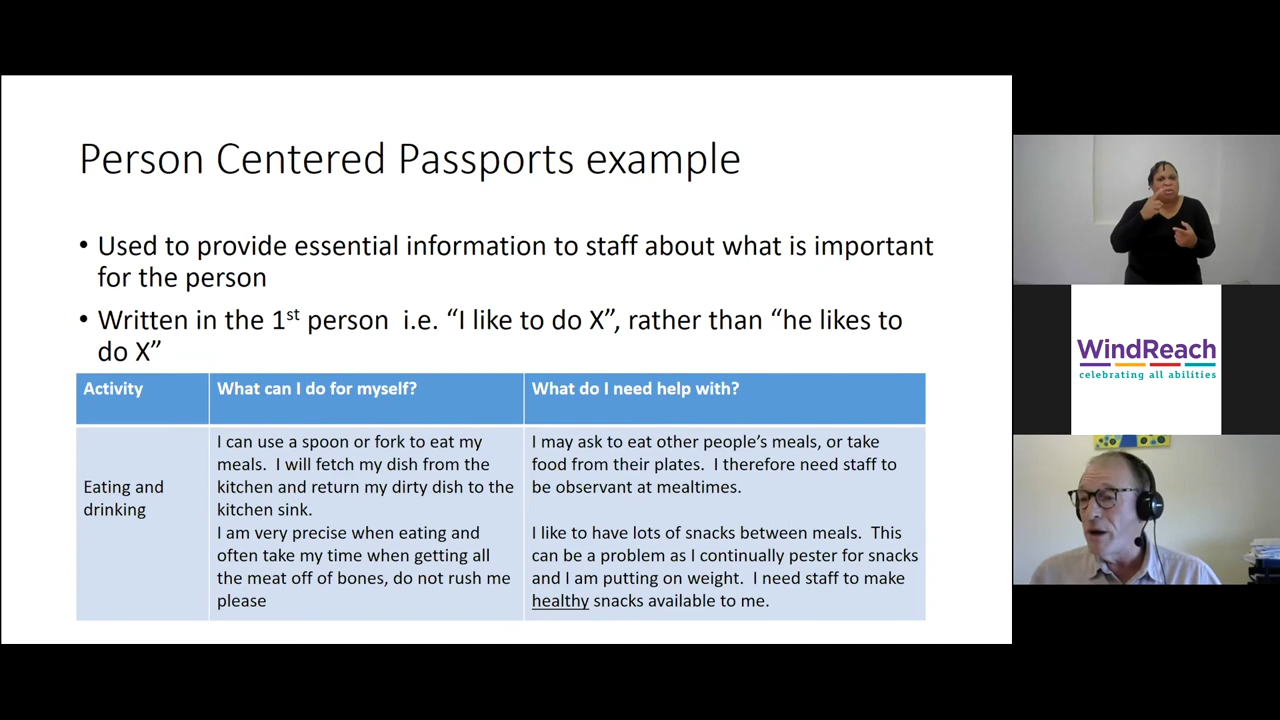 Person Centered Passports example
• Used to provide essential information to staff about what is important
for the person
• Written in the 1st person i.e. “I like to do X”, rather than “he likes to
do X”
Activity
What can I do for myself?
What do I need help with?
Eating and
drinking
I can use a spoon or fork to eat my
meals. I will fetch my dish from the
kitchen and return my dirty dish to the
kitchen sink.
I am very precise when eating and
often take my time when getting all
the meat off of bones, do not rush me
please
I may ask to eat other people’s meals, or take
food from their plates. I therefore need staff to
be observant at mealtimes.
I like to have lots of snacks between meals. This
can be a problem as I continually pester for snacks
and I am putting on weight. I need staff to make
healthy snacks available to me.
WindReach
celebrating all abilities